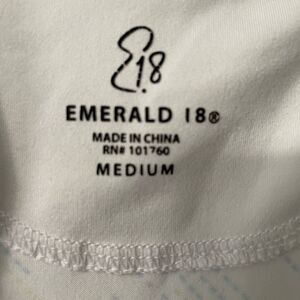 E18
EMERALD 18®
MADE IN CHINA
RN# 101760
MEDIUM